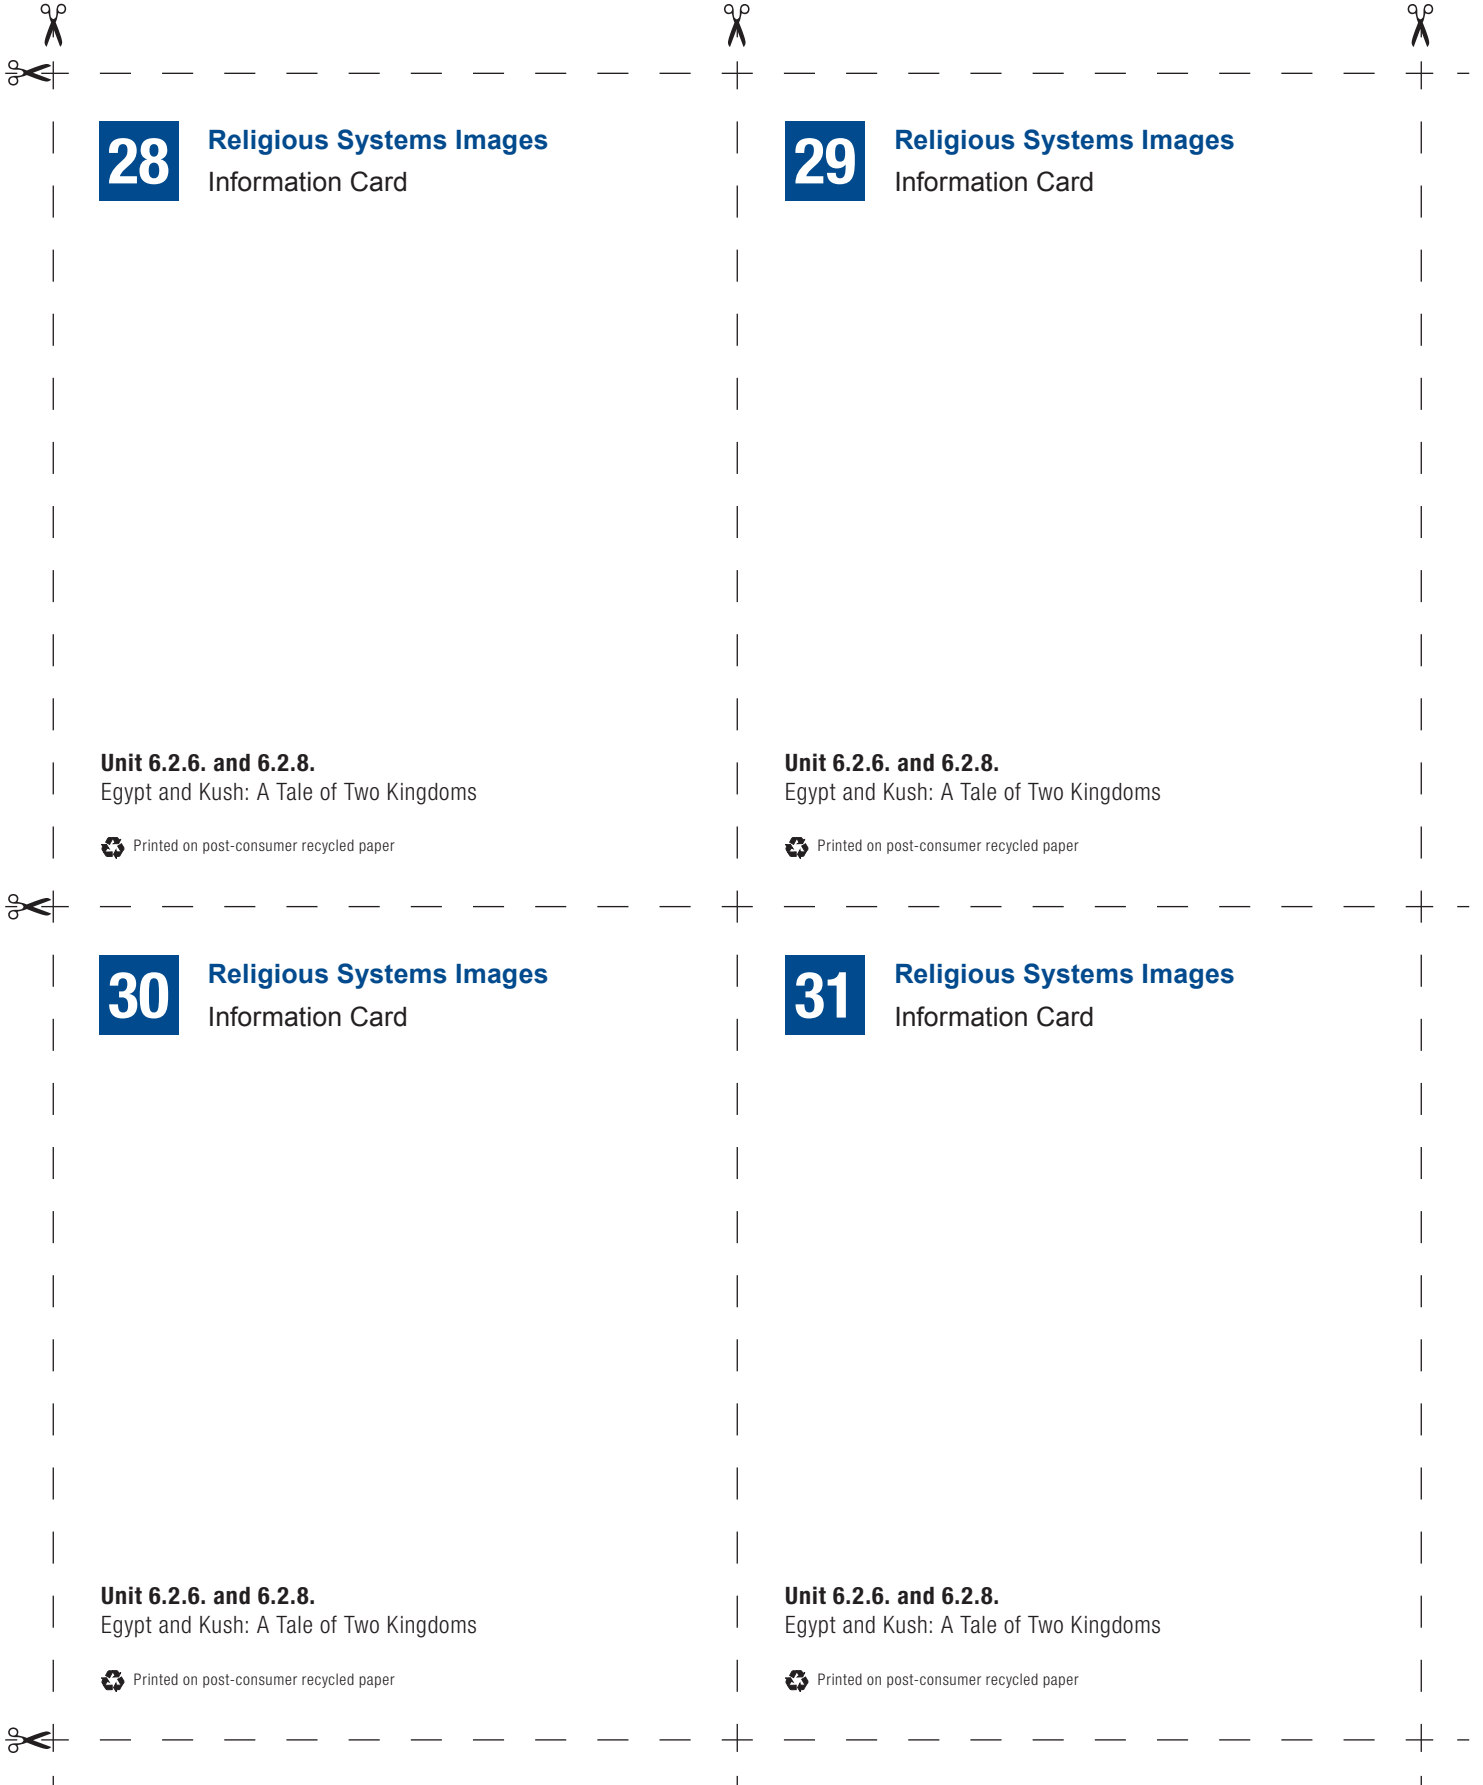 28
Religious Systems Images
Information Card
Unit 6.2.6. and 6.2.8.
Egypt and Kush: A Tale of Two Kingdoms
Printed on post-consumer recycled paper
29
Religious Systems Images
Information Card
Unit 6.2.6. and 6.2.8.
Egypt and Kush: A Tale of Two Kingdoms
Printed on post-consumer recycled paper
30
Religious Systems Images
Information Card
Unit 6.2.6. and 6.2.8.
Egypt and Kush: A Tale of Two Kingdoms
Printed on post-consumer recycled paper
31
Religious Systems Images
Information Card
Unit 6.2.6. and 6.2.8.
Egypt and Kush: A Tale of Two Kingdoms
Printed on post-consumer recycled paper